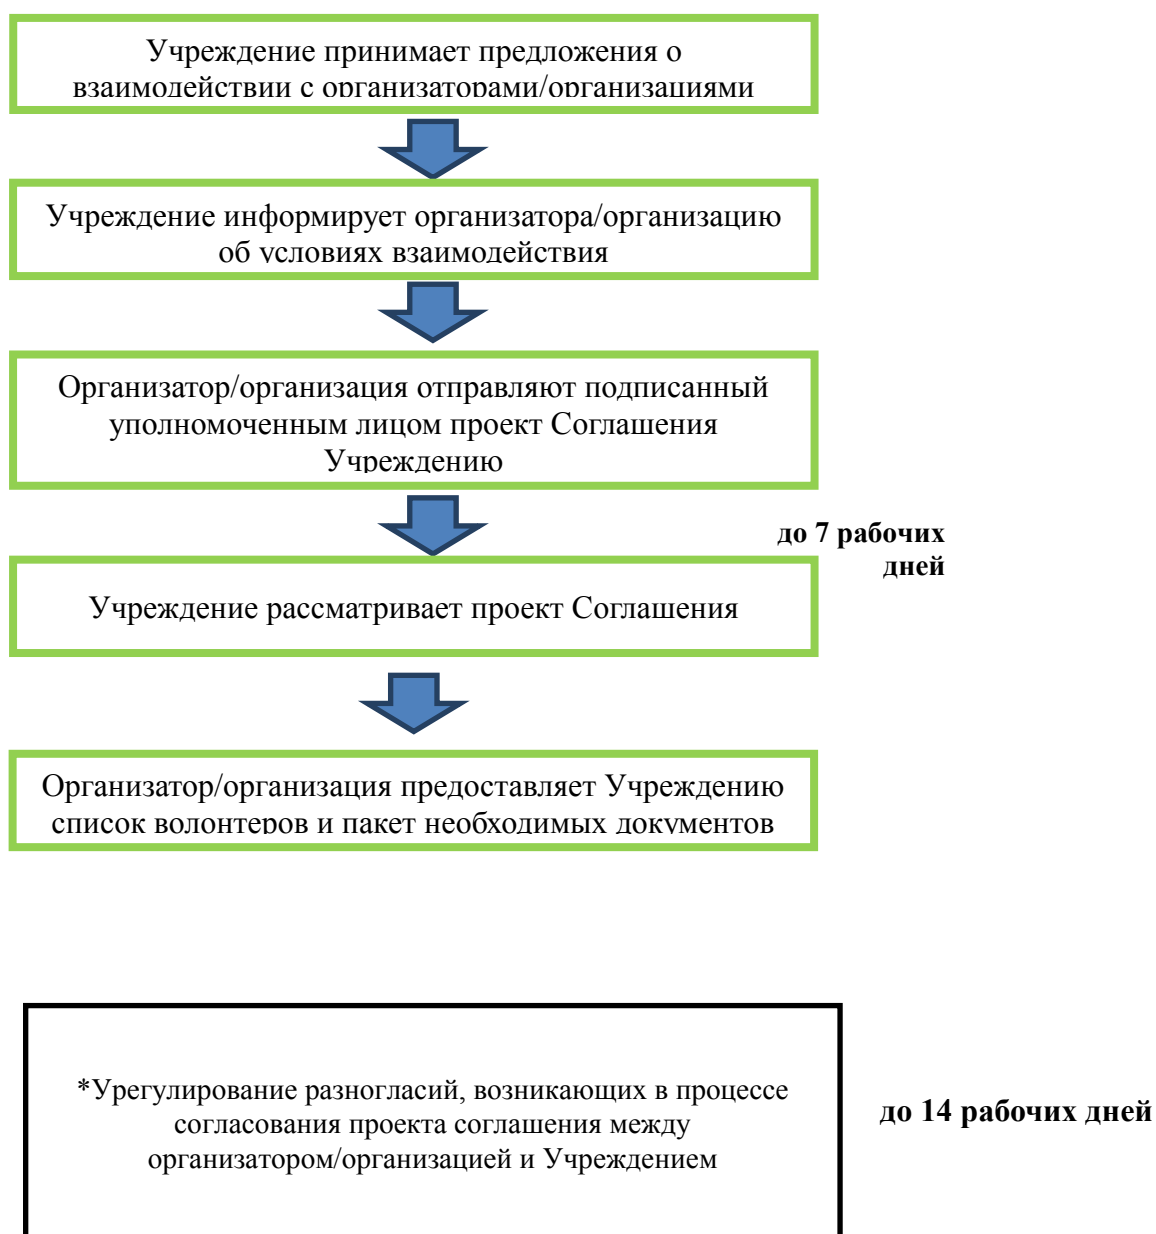 Учреждение принимает предложения о
взаимодействии с организаторами/организациями
Учреждение информирует организатора/организацию
об условиях взаимодействия
Организатор/организация отправляют подписанный
уполномоченным лицом проект Соглашения
Учреждению
до 7 рабочих
дней
Учреждение рассматривает проект Соглашения
Организатор/организация предоставляет Учреждению
список волонтеров и пакет необходимых документов
*Урегулирование разногласий, возникающих в процессе
согласования проекта соглашения между
организатором/организацией и Учреждением
до 14 рабочих дней